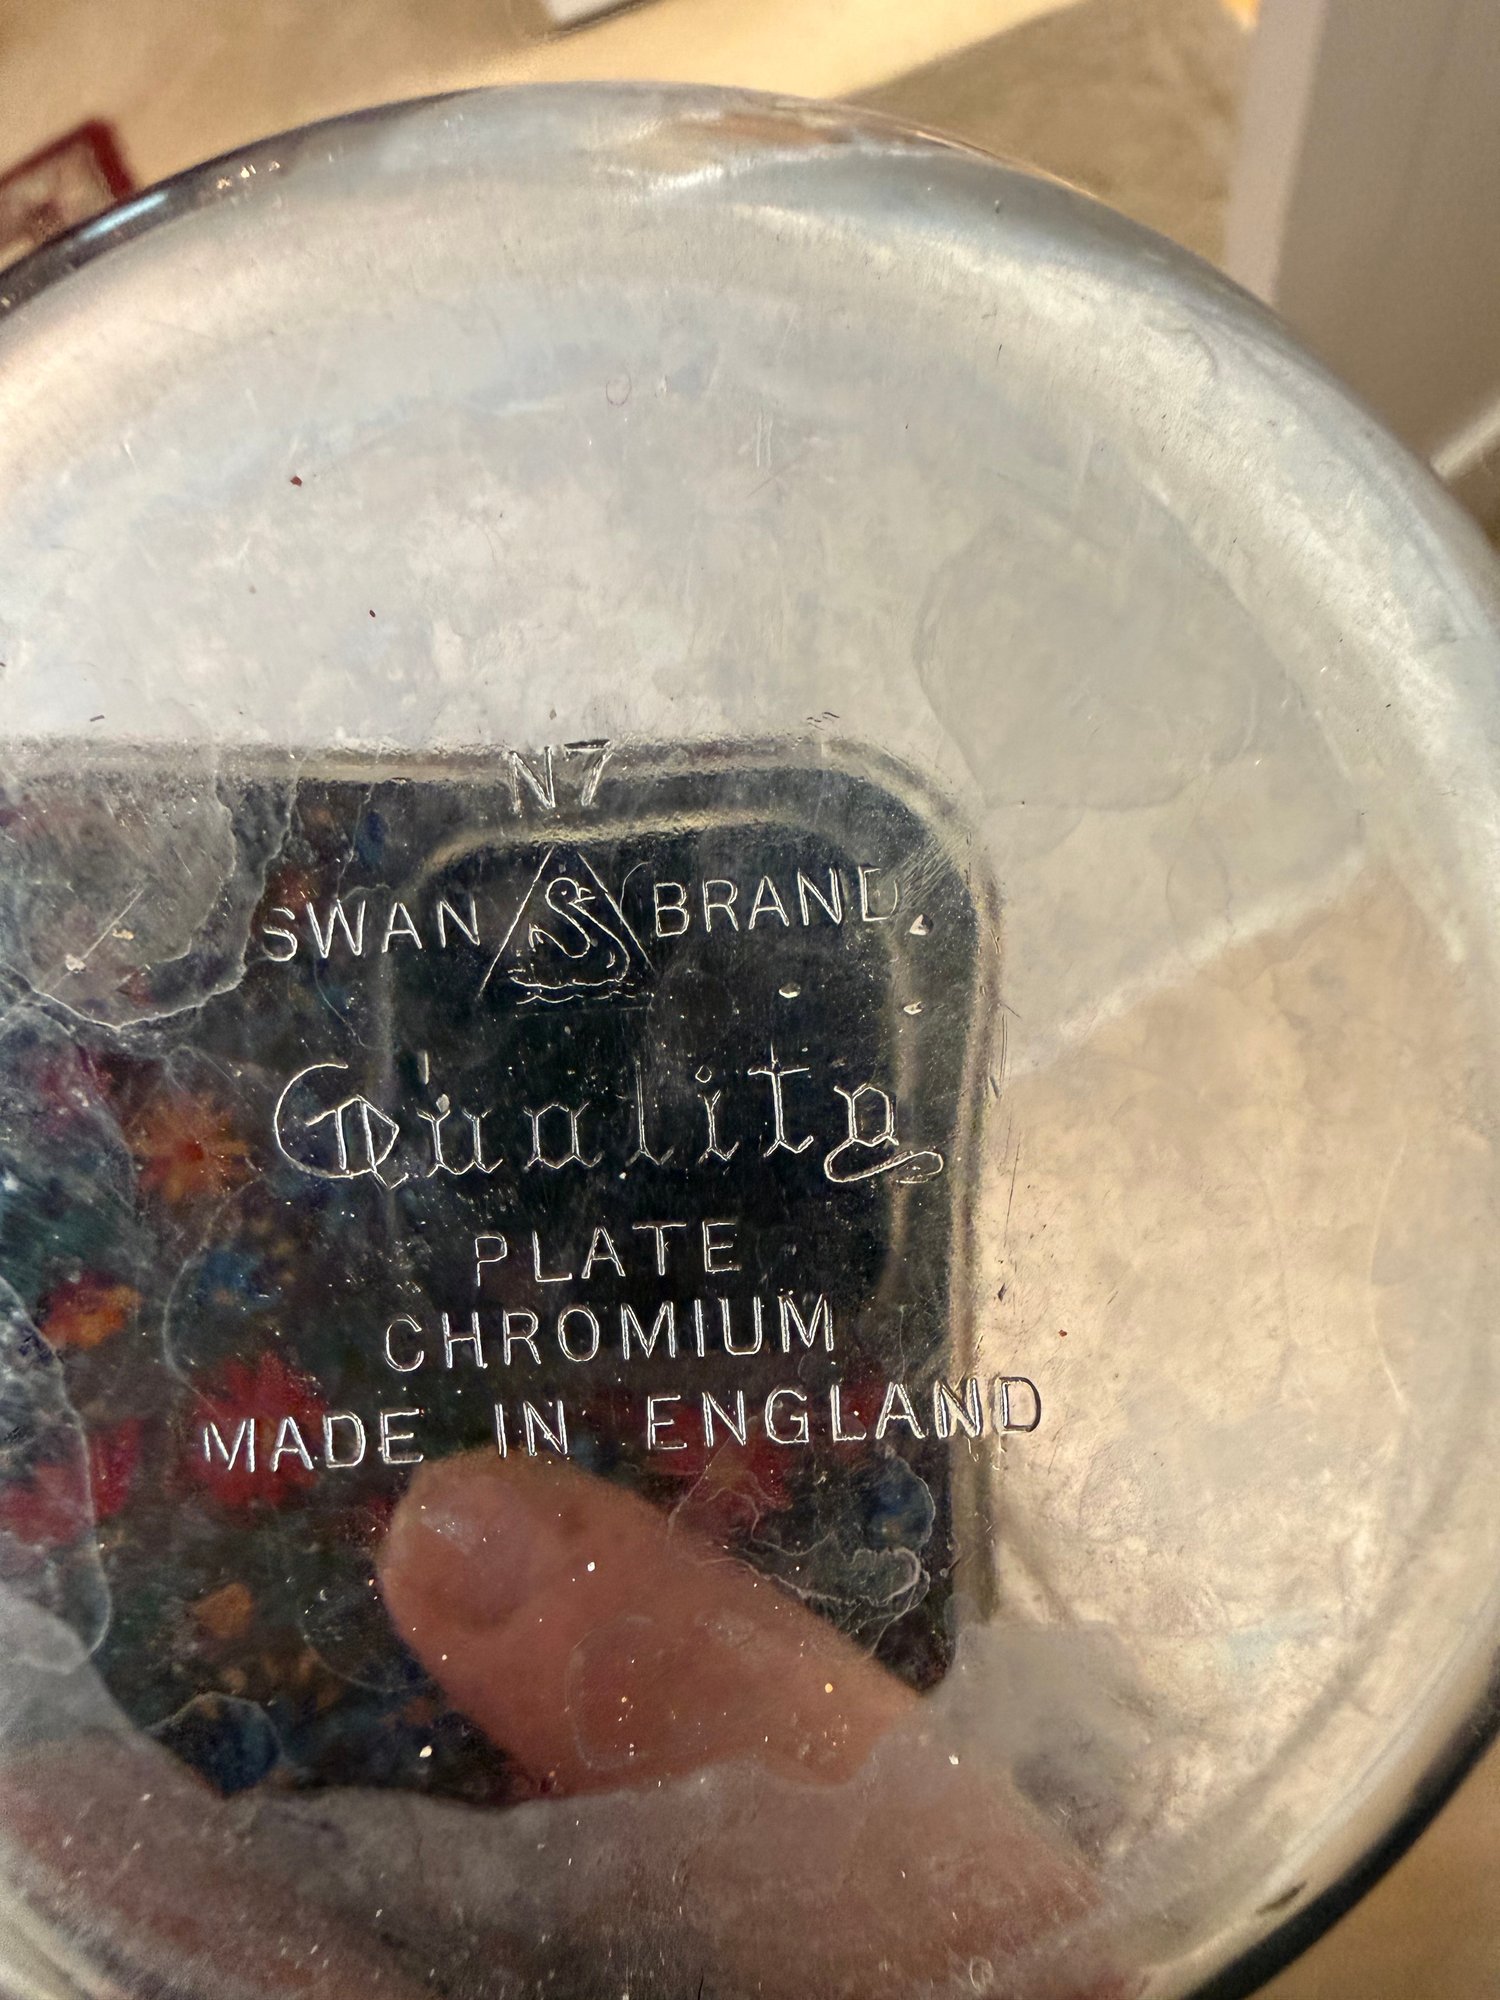 N7
SWAN BRAND
Quality
PLATE
CHROMIUM
MADE IN ENGLAND